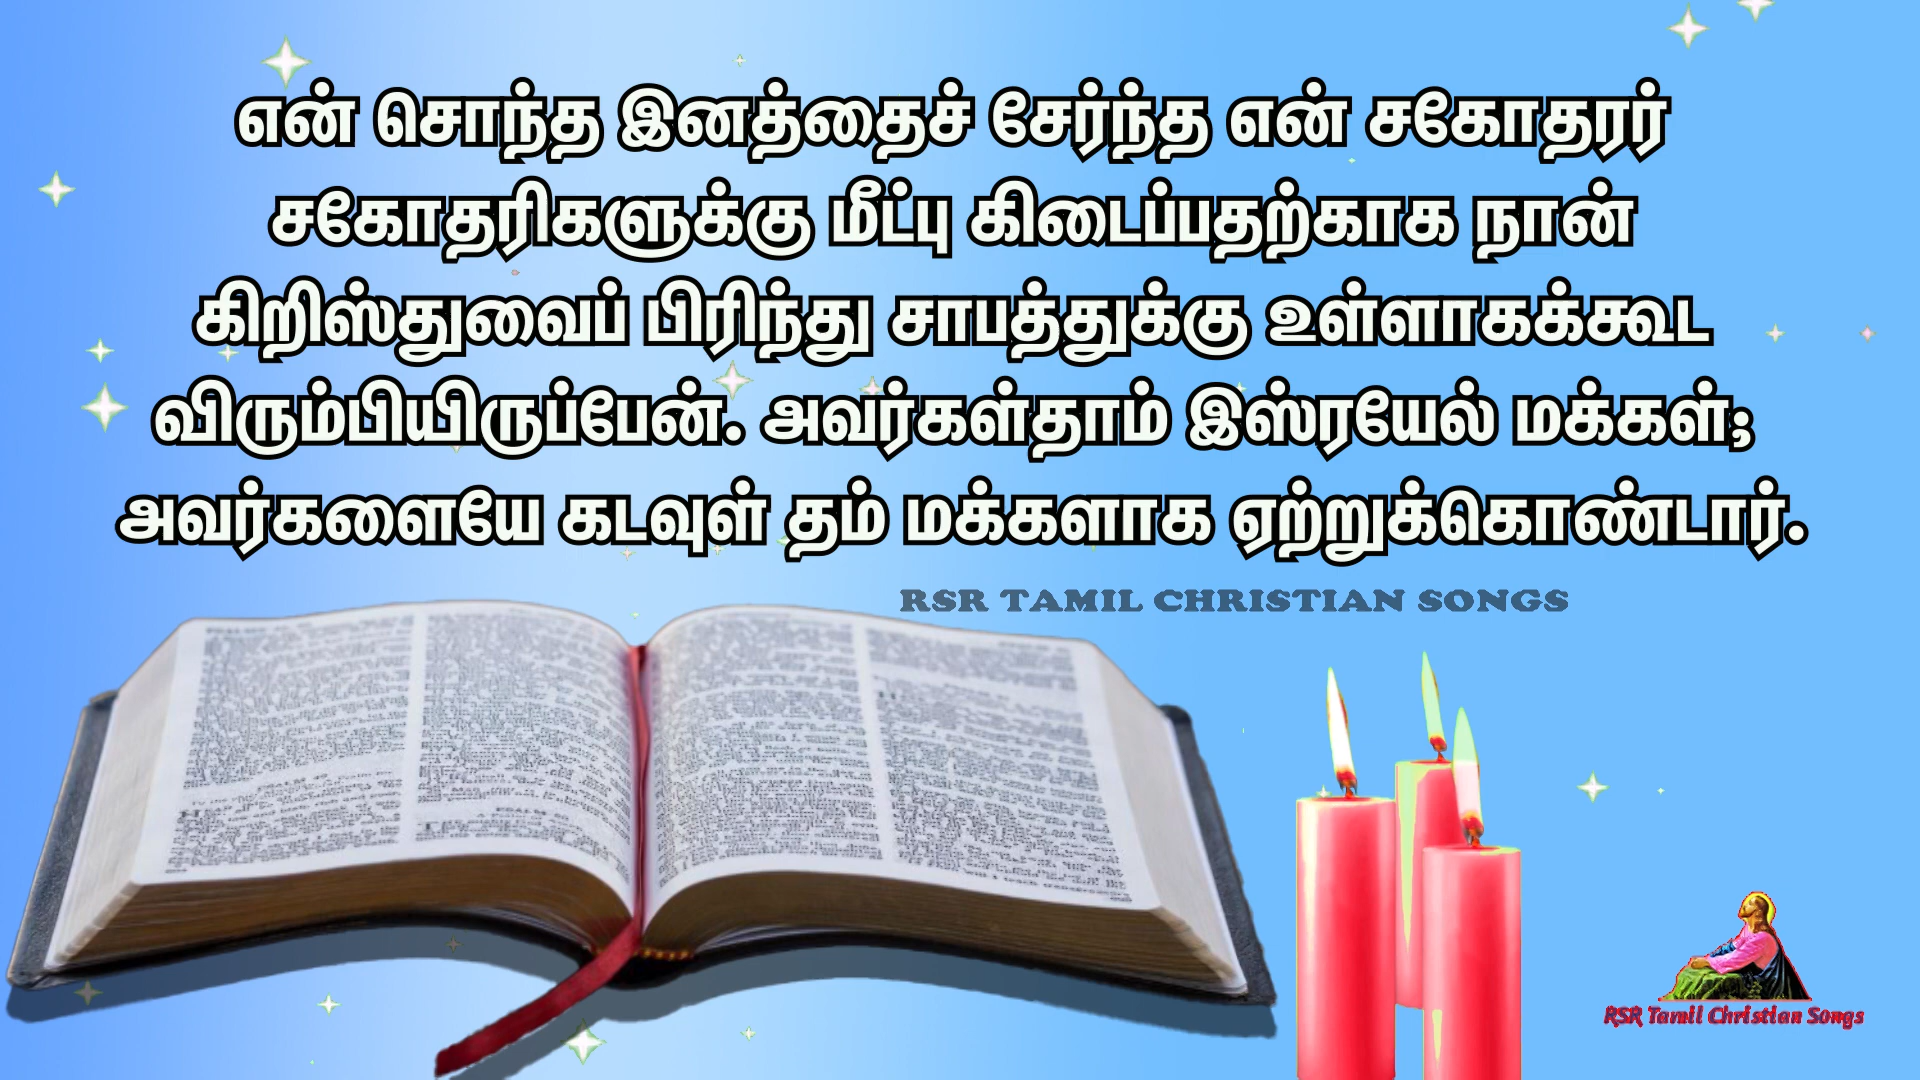 என் சொந்த இனத்தைச் சேர்ந்த என் சகோதரர்
சகோதரிகளுக்கு மீட்பு கிடைப்பதற்காக நான்
கிறிஸ்துவைப் பிரிந்து சாபத்துக்கு உள்ளாகக்கூட
விரும்பியிருப்பேன். அவர்கள்தாம் இஸ்ரயேல் மக்கள்;
அவர்களையே கடவுள் தம் மக்களாக ஏற்றுக்கொண்டார்.
RSR TAMIL CHRISTIAN SONGS
RSR Tamil Christian Songs